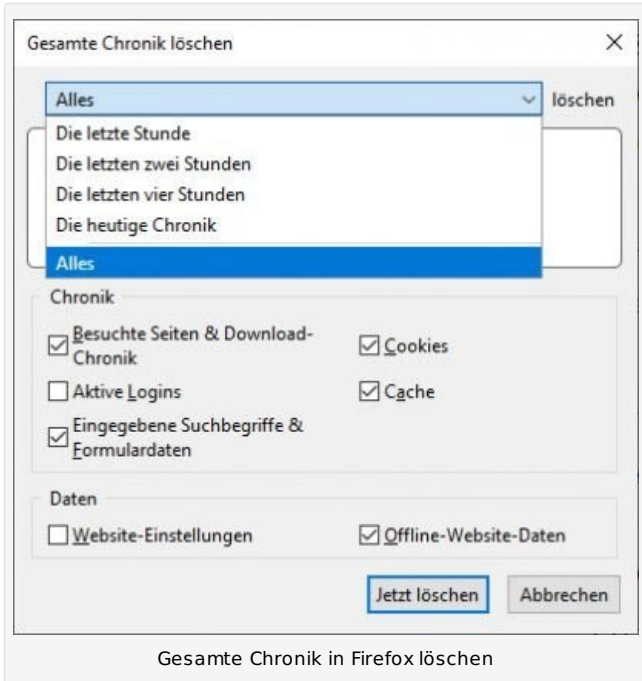 Gesamte Chronik löschen
Alles löschen
Die letzte Stunde
Die letzten zwei Stunden
Die letzten vier Stunden
Die heutige Chronik
Alles
Chronik
Besuchte Seiten & Download-
Chronik
Cookies
Aktive Logins
Cache
Eingegebene Suchbegriffe &
Formulardaten
Daten
Website-Einstellungen
Offline-Website-Daten
Jetzt löschen
Abbrechen
Gesamte Chronik in Firefox löschen